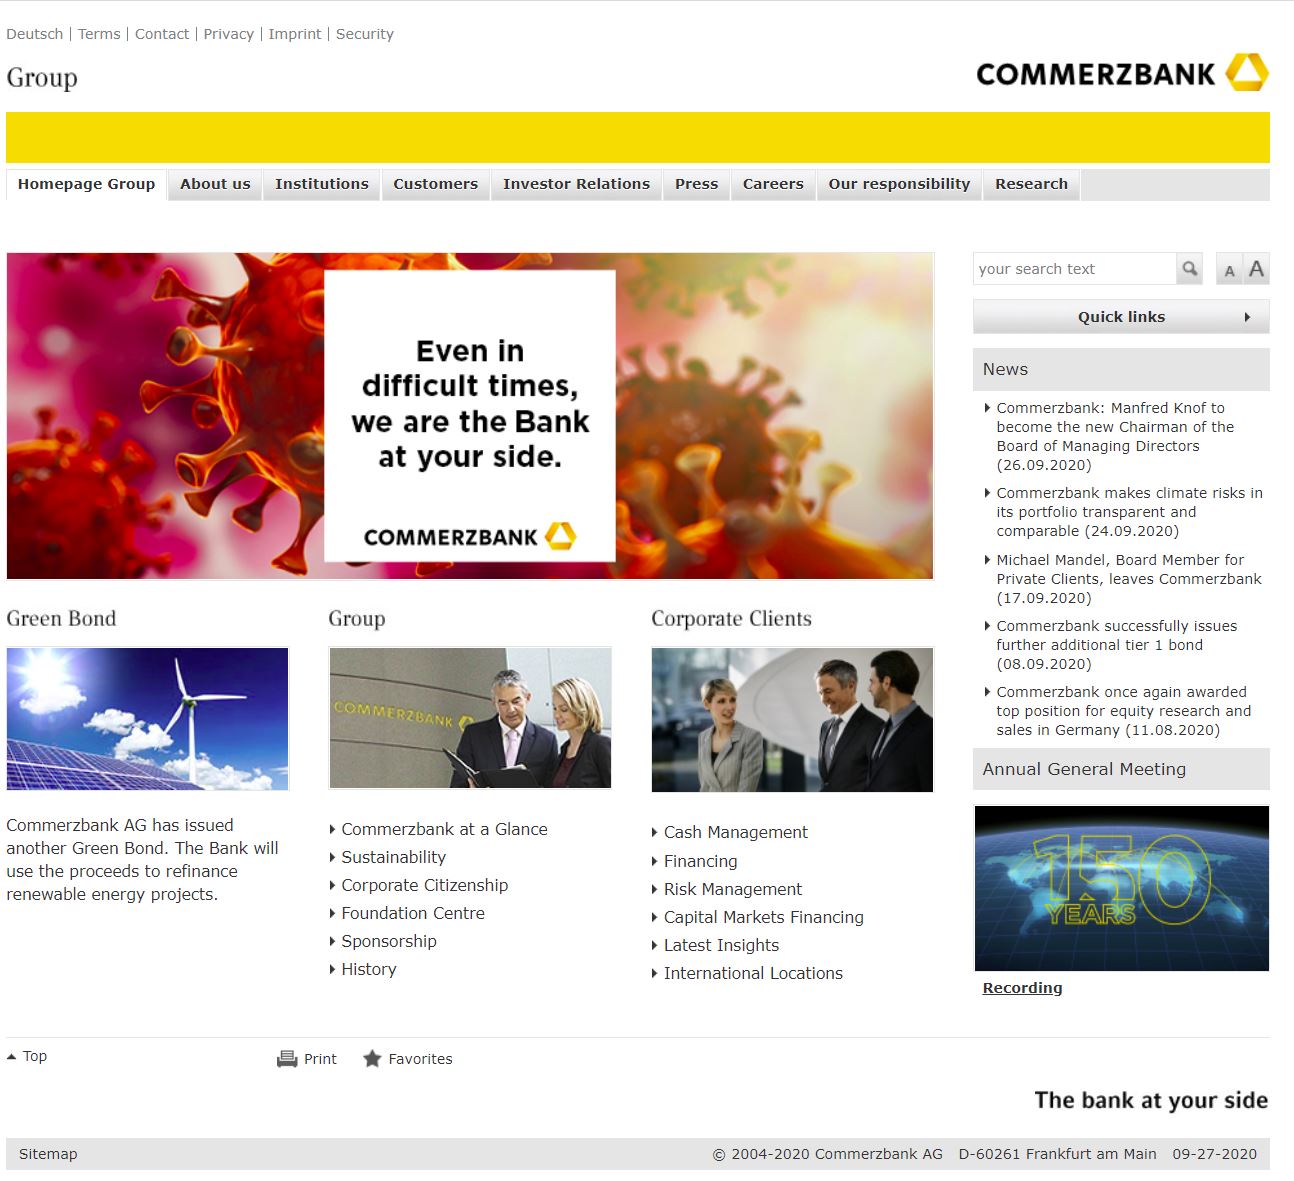 Deutsch | Terms | Contact | Privacy | Imprint | Security
Group
COMMERZBANK
Homepage Group
About us
Institutions
Customers
Investor Relations
Press
Careers
Our responsibility
Research
Even in
difficult times,
we are the Bank
at your side.
COMMERZBANK
your search text
A A
Quick links
News
Commerzbank: Manfred Knof to
become the new Chairman of the
Board of Managing Directors
(26.09.2020)
Commerzbank makes climate risks in
its portfolio transparent and
comparable (24.09.2020)
Michael Mandel, Board Member for
Private Clients, leaves Commerzbank
(17.09.2020)
Commerzbank successfully issues
further additional tier 1 bond
(08.09.2020)
Commerzbank once again awarded
top position for equity research and
sales in Germany (11.08.2020)
Annual General Meeting
150
YEARS
Recording
Green Bond
Commerzbank AG has issued
another Green Bond. The Bank will
use the proceeds to refinance
renewable energy projects.
Group
COMMERZBANK
Commerzbank at a Glance
Sustainability
Corporate Citizenship
Foundation Centre
Sponsorship
History
Corporate Clients
Cash Management
Financing
Risk Management
Capital Markets Financing
Latest Insights
International Locations
Top
Print
Favorites
The bank at your side
Sitemap
© 2004-2020 Commerzbank AG D-60261 Frankfurt am Main 09-27-2020